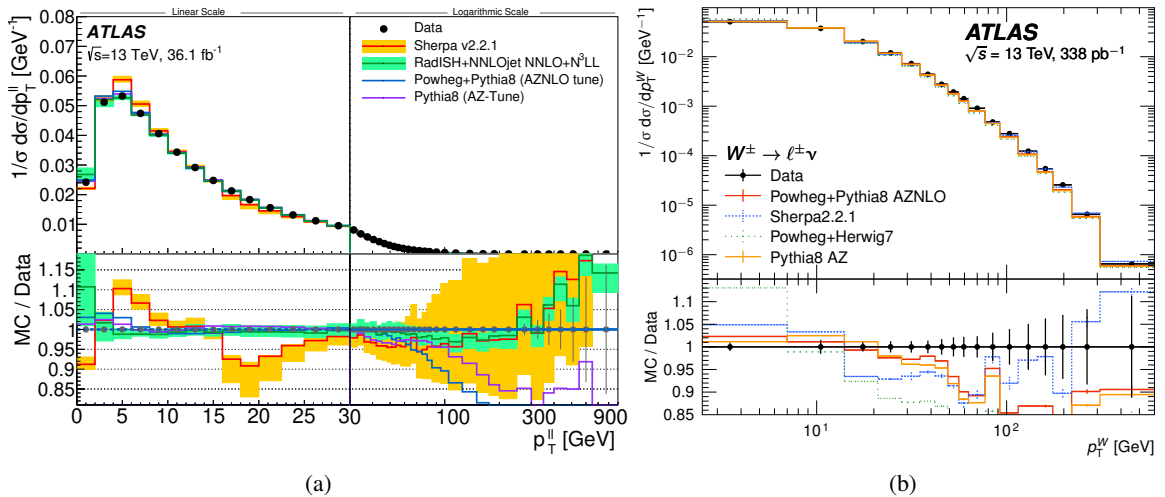 Linear Scale
Logarithmic Scale
ATLAS
√s=13 TeV, 36.1 fb⁻¹
Data
Sherpa v2.2.1
RadISH+NNLOjet NNLO+N³LL
Powheg+Pythia8 (AZNLO tune)
Pythia8 (AZ-Tune)
1/σ dσ/dp_T^ll [GeV⁻¹]
0.08
0.07
0.06
0.05
0.04
0.03
0.02
0.01
MC / Data
1.15
1.10
1.05
1
0.95
0.90
0.85
0 5 10 15 20 25 30 100 300 900
p_T^ll [GeV]
(a)
ATLAS
√s = 13 TeV, 338 pb⁻¹
1/σ dσ/dp_T^W [GeV⁻¹]
10⁻¹
10⁻²
10⁻³
10⁻⁴
10⁻⁵
10⁻⁶
W± → ℓ±ν
Data
Powheg+Pythia8 AZNLO
Sherpa2.2.1
Powheg+Herwig7
Pythia8 AZ
MC / Data
1.1
1.05
1
0.95
0.9
0.85
10¹ 10²
p_T^W [GeV]
(b)